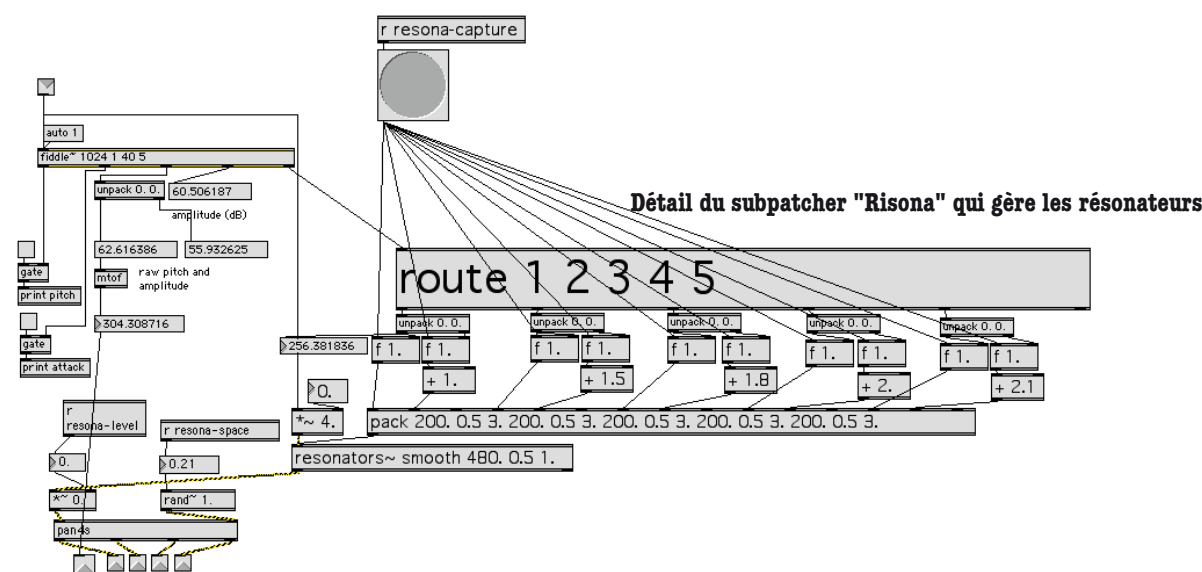 r resona-capture
auto 1
fiddle~ 1024 1 40 5
unpack 0. 0.
60.506187
amplitude (dB)
Détail du subpatcher "Risona" qui gère les résonateurs
62.616386
55.932625
gate
mtof
raw pitch and
amplitude
print pitch
route 1 2 3 4 5
304.308716
unpack 0. 0.
unpack 0. 0.
unpack 0. 0.
unpack 0. 0.
unpack 0. 0.
gate
print attack
256.381836
f 1.
f 1.
f 1.
f 1.
f 1.
f 1.
f 1.
f 1.
f 1.
f 1.
+ 1.
+ 1.5
+ 1.8
+ 2.
+ 2.1
0.
r
resona-level
r resona-space
*~ 4.
pack 200. 0.5 3. 200. 0.5 3. 200. 0.5 3. 200. 0.5 3. 200. 0.5 3.
0.
0.21
resonators~ smooth 480. 0.5 1.
*~ 0.
rand~ 1.
pan4s